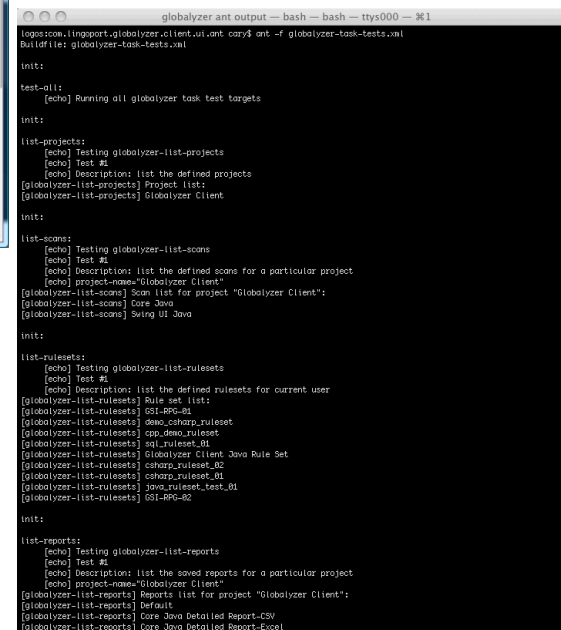 globalyzer ant output — bash — bash — ttys000 — ⌘1
logos:com.lingoport.globalyzer.client.ui.ant cary$ ant -f globalyzer-task-tests.xml
Buildfile: globalyzer-task-tests.xml
init:
test-all:
[echo] Running all globalyzer task test targets
init:
list-projects:
[echo] Testing globalyzer-list-projects
[echo] Test #1
[echo] Description: list the defined projects
[globalyzer-list-projects] Project list:
[globalyzer-list-projects] Globalyzer Client
init:
list-scans:
[echo] Testing globalyzer-list-scans
[echo] Test #1
[echo] Description: list the defined scans for a particular project
[echo] project-name="Globalyzer Client"
[globalyzer-list-scans] Scan list for project "Globalyzer Client":
[globalyzer-list-scans] Core Java
[globalyzer-list-scans] Swing UI Java
init:
list-rulesets:
[echo] Testing globalyzer-list-rulesets
[echo] Test #1
[echo] Description: list the defined rulesets for current user
[globalyzer-list-rulesets] Rule set list:
[globalyzer-list-rulesets] GSI-RPG-01
[globalyzer-list-rulesets] demo_csharp_ruleset
[globalyzer-list-rulesets] cpp_demo_ruleset
[globalyzer-list-rulesets] sql_ruleset_01
[globalyzer-list-rulesets] Globalyzer Client Java Rule Set
[globalyzer-list-rulesets] csharp_ruleset_02
[globalyzer-list-rulesets] csharp_ruleset_01
[globalyzer-list-rulesets] java_ruleset_test_01
[globalyzer-list-rulesets] GSI-RPG-02
init:
list-reports:
[echo] Testing globalyzer-list-reports
[echo] Test #1
[echo] Description: list the saved reports for a particular project
[echo] project-name="Globalyzer Client"
[globalyzer-list-reports] Reports list for project "Globalyzer Client":
[globalyzer-list-reports] Default
[globalyzer-list-reports] Core Java Detailed Report-CSV
[globalyzer-list-reports] Core Java Detailed Report-Excel